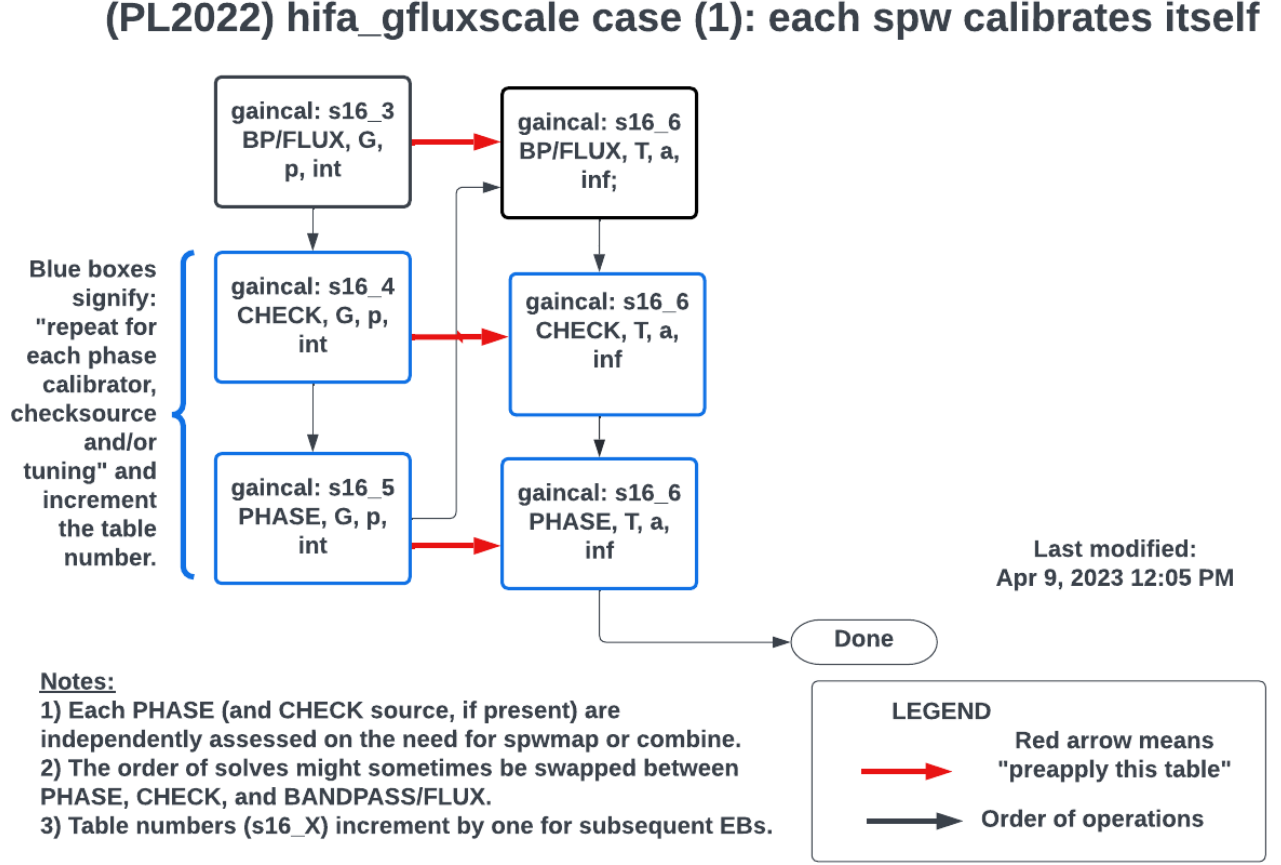 (PL2022) hifa_gfluxscale case (1): each spw calibrates itself
gaincal: s16_3
BP/FLUX, G,
p, int
gaincal: s16_6
BP/FLUX, T, a,
inf;
Blue boxes
signify:
"repeat for
each phase
calibrator,
checksource
and/or
tuning" and
increment
the table
number.
gaincal: s16_4
CHECK, G, p,
int
gaincal: s16_6
CHECK, T, a,
inf
gaincal: s16_5
PHASE, G, p,
int
gaincal: s16_6
PHASE, T, a,
inf
Last modified:
Apr 9, 2023 12:05 PM
Done
Notes:
1) Each PHASE (and CHECK source, if present) are
independently assessed on the need for spwmap or combine.
2) The order of solves might sometimes be swapped between
PHASE, CHECK, and BANDPASS/FLUX.
3) Table numbers (s16_X) increment by one for subsequent EBs.
LEGEND
Red arrow means
"preapply this table"
Order of operations